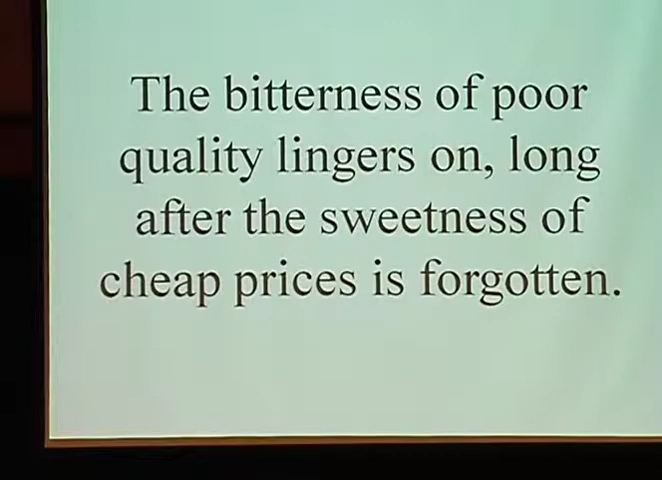 The bitterness of poor
quality lingers on, long
after the sweetness of
cheap prices is forgotten.